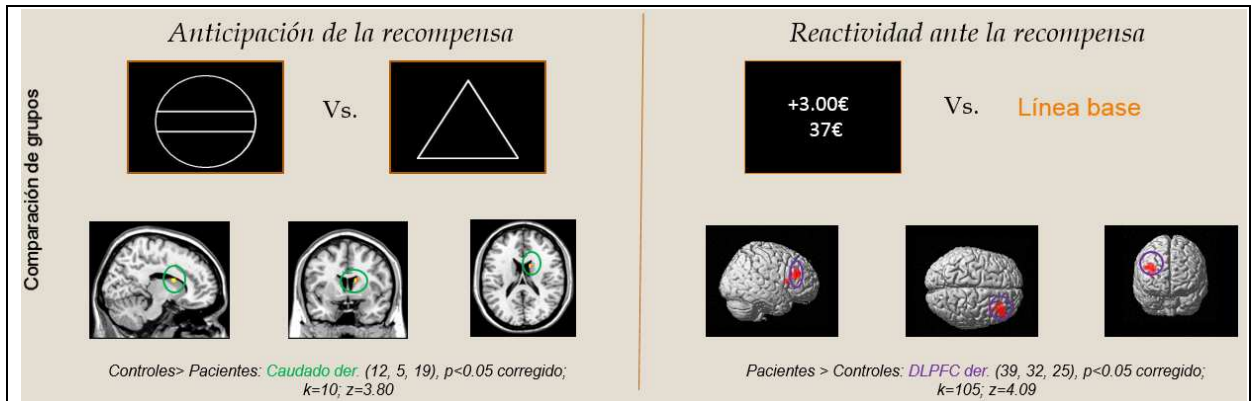 Comparación de grupos
Anticipación de la recompensa
Vs.
Controles> Pacientes: Caudado der. (12, 5, 19), p<0.05 corregido;
k=10; z=3.80
Reactividad ante la recompensa
+3.00€
37€
Vs.
Línea base
Pacientes > Controles: DLPFC der. (39, 32, 25), p<0.05 corregido;
k=105; z=4.09